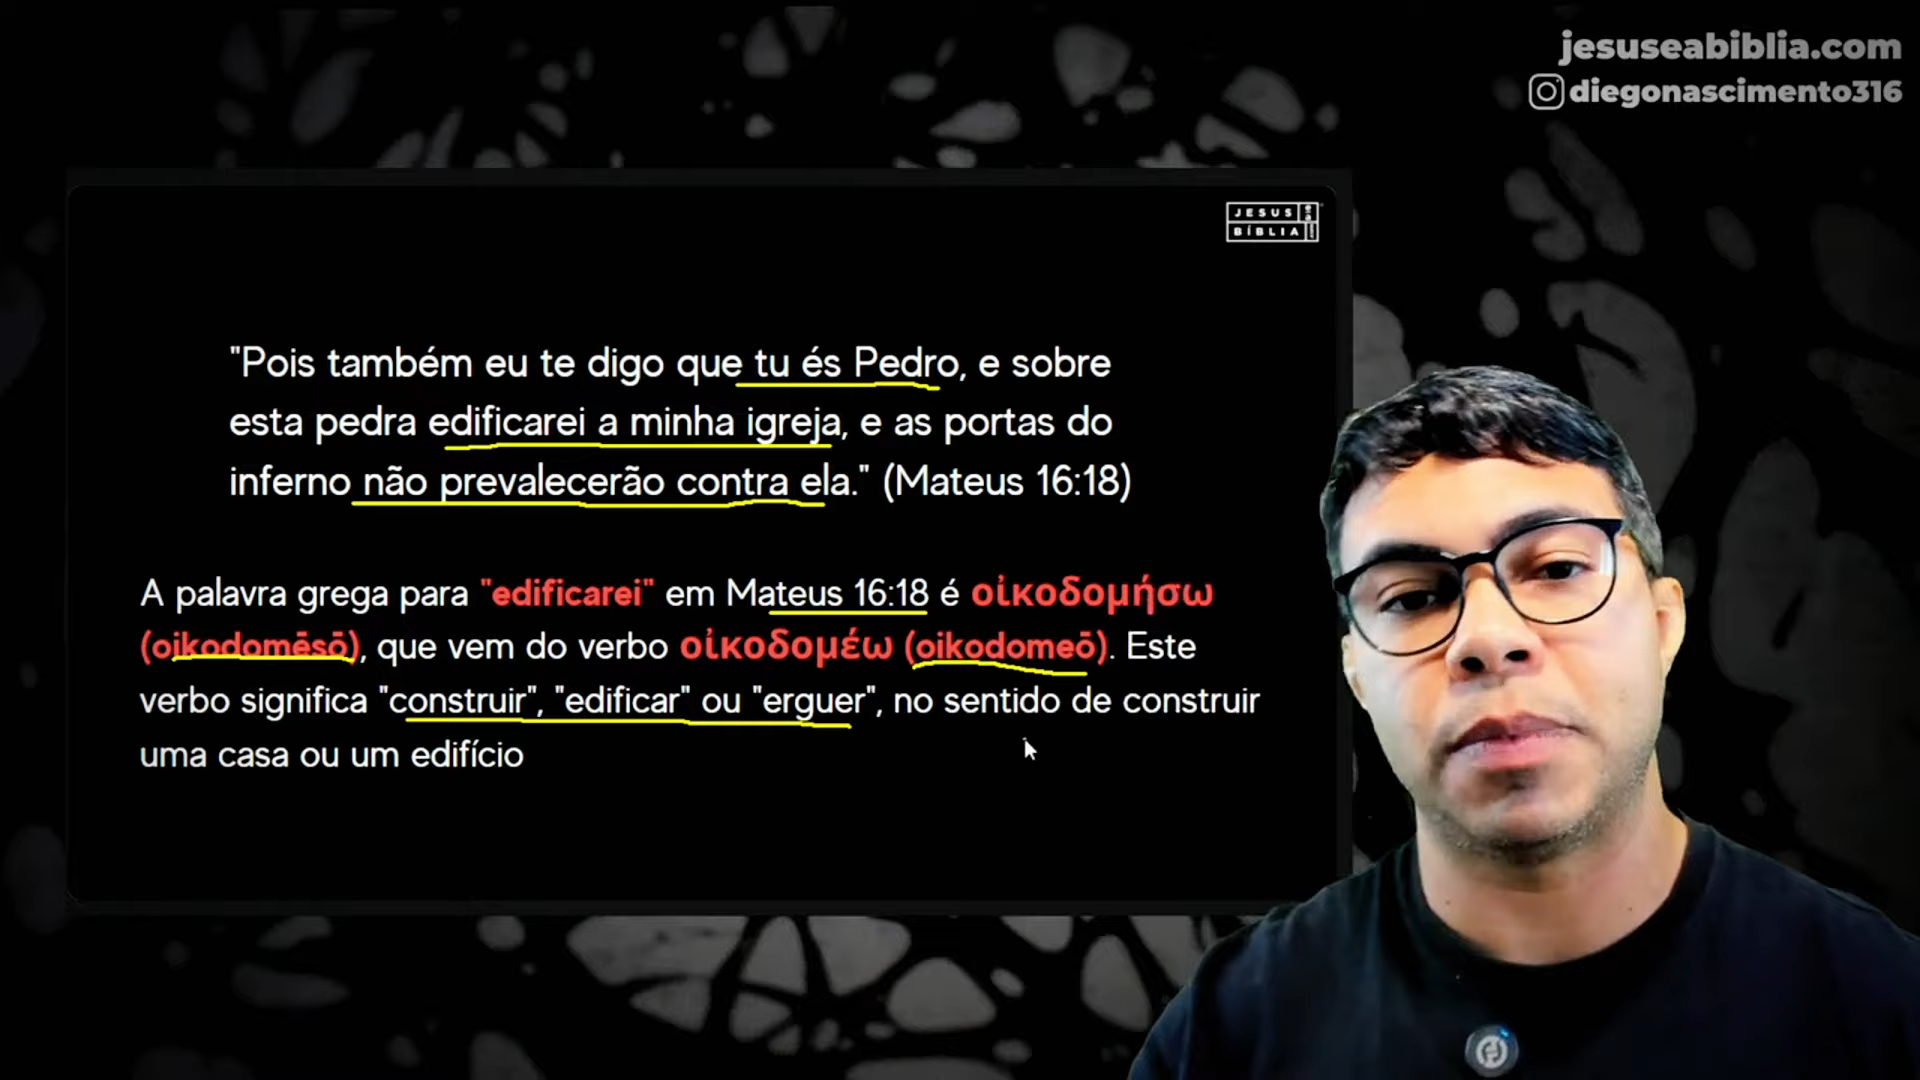 jesuseabiblia.com
diegonascimento316
JESUS
BÍBLIA
"Pois também eu te digo que tu és Pedro, e sobre
esta pedra edificarei a minha igreja, e as portas do
inferno não prevalecerão contra ela." (Mateus 16:18)
A palavra grega para "edificarei" em Mateus 16:18 é οἰκοδομήσω
(oikodomēsō), que vem do verbo οἰκοδομέω (oikodomeō). Este
verbo significa "construir", "edificar" ou "erguer", no sentido de construir
uma casa ou um edifício